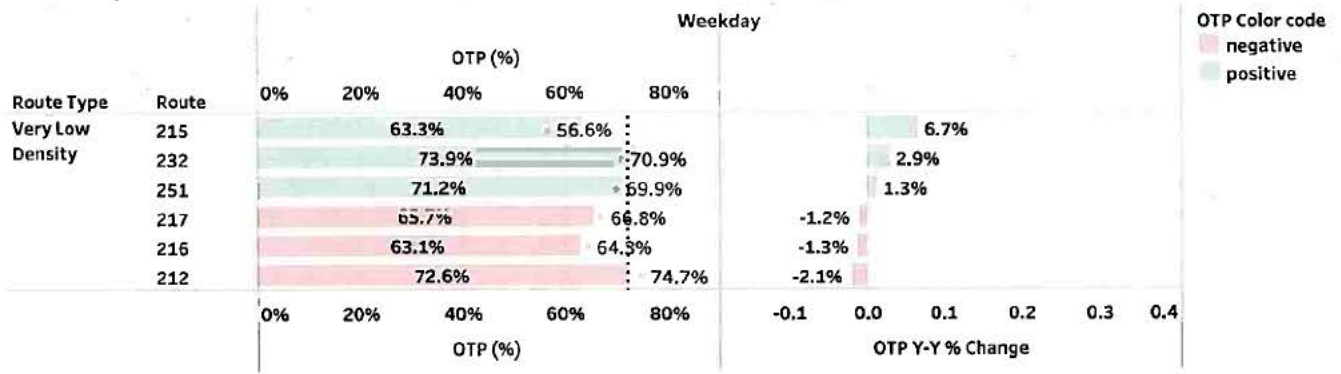 Weekday
OTP Color code
negative
positive
OTP (%)
0% 20% 40% 60% 80%
Route Type Route
Very Low Density
215 63.3% 56.6% 6.7%
232 73.9% 70.9% 2.9%
251 71.2% 69.9% 1.3%
217 65.7% 66.8% -1.2%
216 63.1% 64.3% -1.3%
212 72.6% 74.7% -2.1%
0% 20% 40% 60% 80% -0.1 0.0 0.1 0.2 0.3 0.4
OTP (%) OTP Y-Y % Change